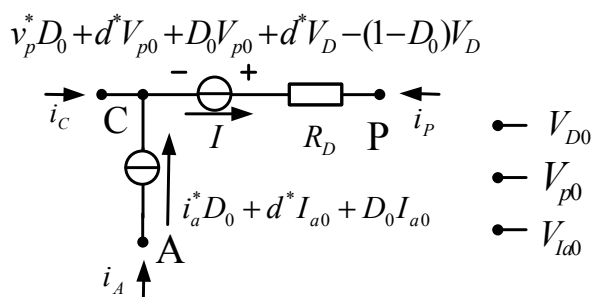 v_p^* D_0 + d^* V_{p0} + D_0 V_{p0} + d^* V_D − (1 − D_0) V_D
− +
i_C C I R_D P i_P
V_{D0}
V_{p0}
i_a^* D_0 + d^* I_{a0} + D_0 I_{a0}
V_{Ia0}
A
i_A